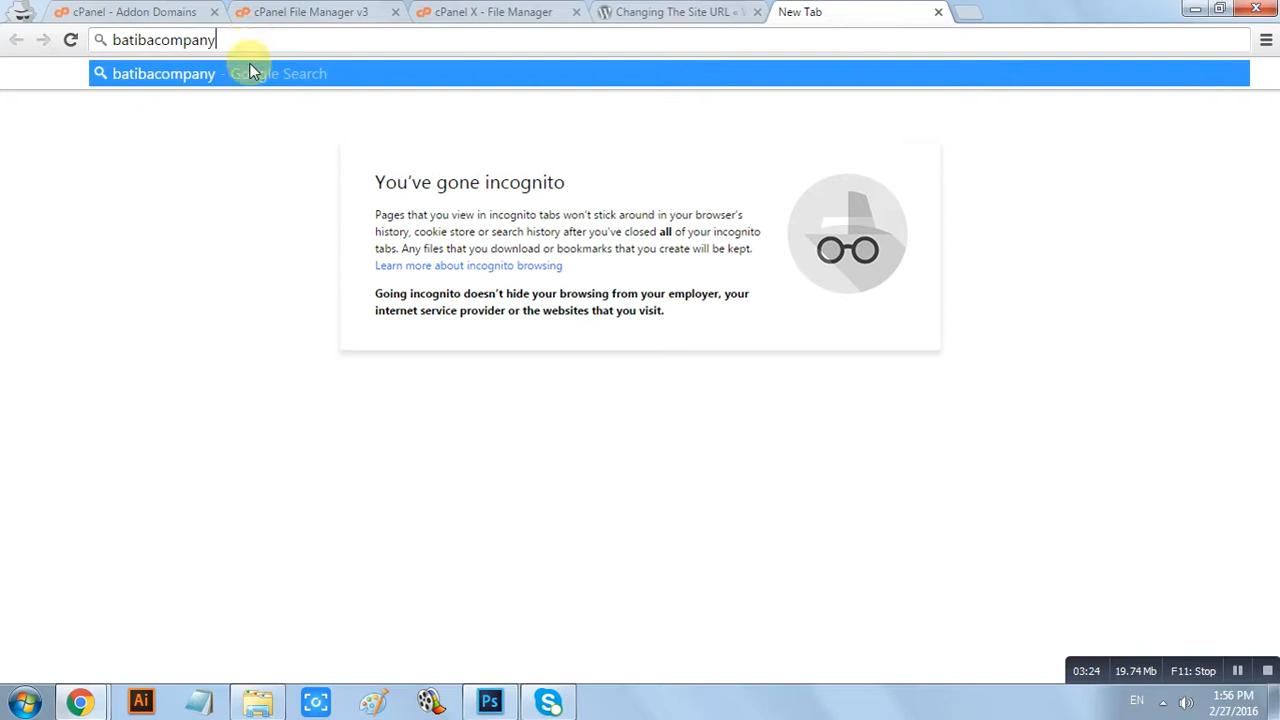 cPanel - Addon Domains
cPanel File Manager v3
cPanel X - File Manager
Changing The Site URL «
New Tab
batibacompany
batibacompany - Google Search
You've gone incognito
Pages that you view in incognito tabs won't stick around in your browser's
history, cookie store or search history after you've closed all of your incognito
tabs. Any files that you download or bookmarks that you create will be kept.
Learn more about incognito browsing
Going incognito doesn't hide your browsing from your employer, your
internet service provider or the websites that you visit.
03:24
19.74 Mb
F11: Stop
Ai
Ps
EN
1:56 PM
2/27/2016